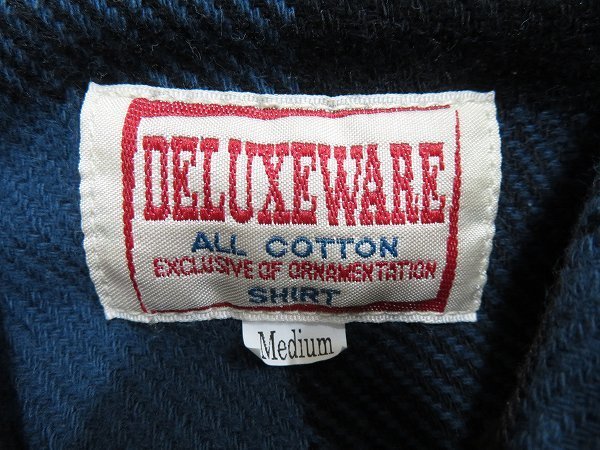 DELUXEWARE
ALL COTTON
EXCLUSIVE OF ORNAMENTATION
SHIRT
Medium